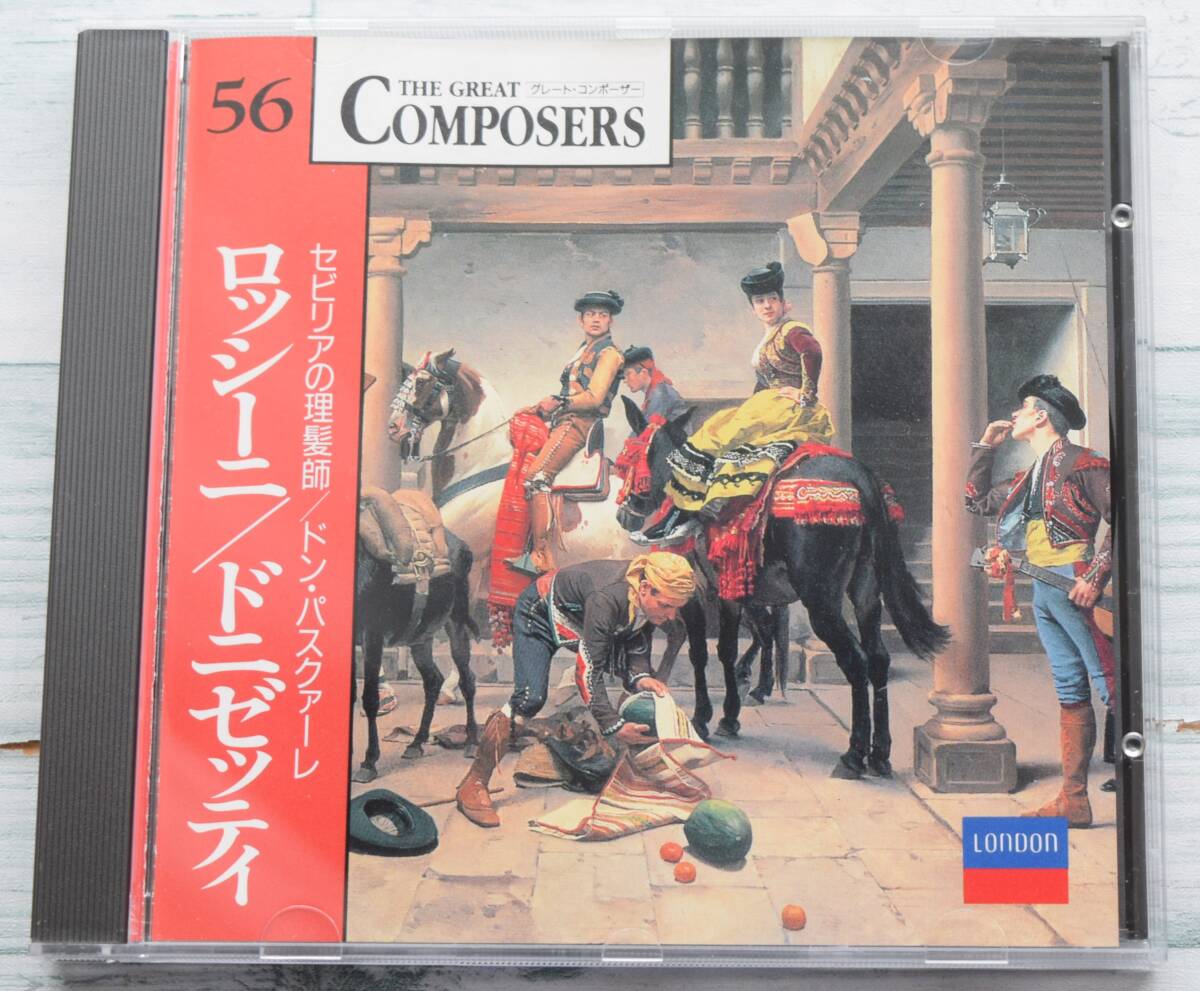 56
THE GREAT
グレート・コンポーザー
COMPOSERS
セビリアの理髪師/ドン・パスクァーレ
ロッシーニ/ドニゼッティ
LONDON